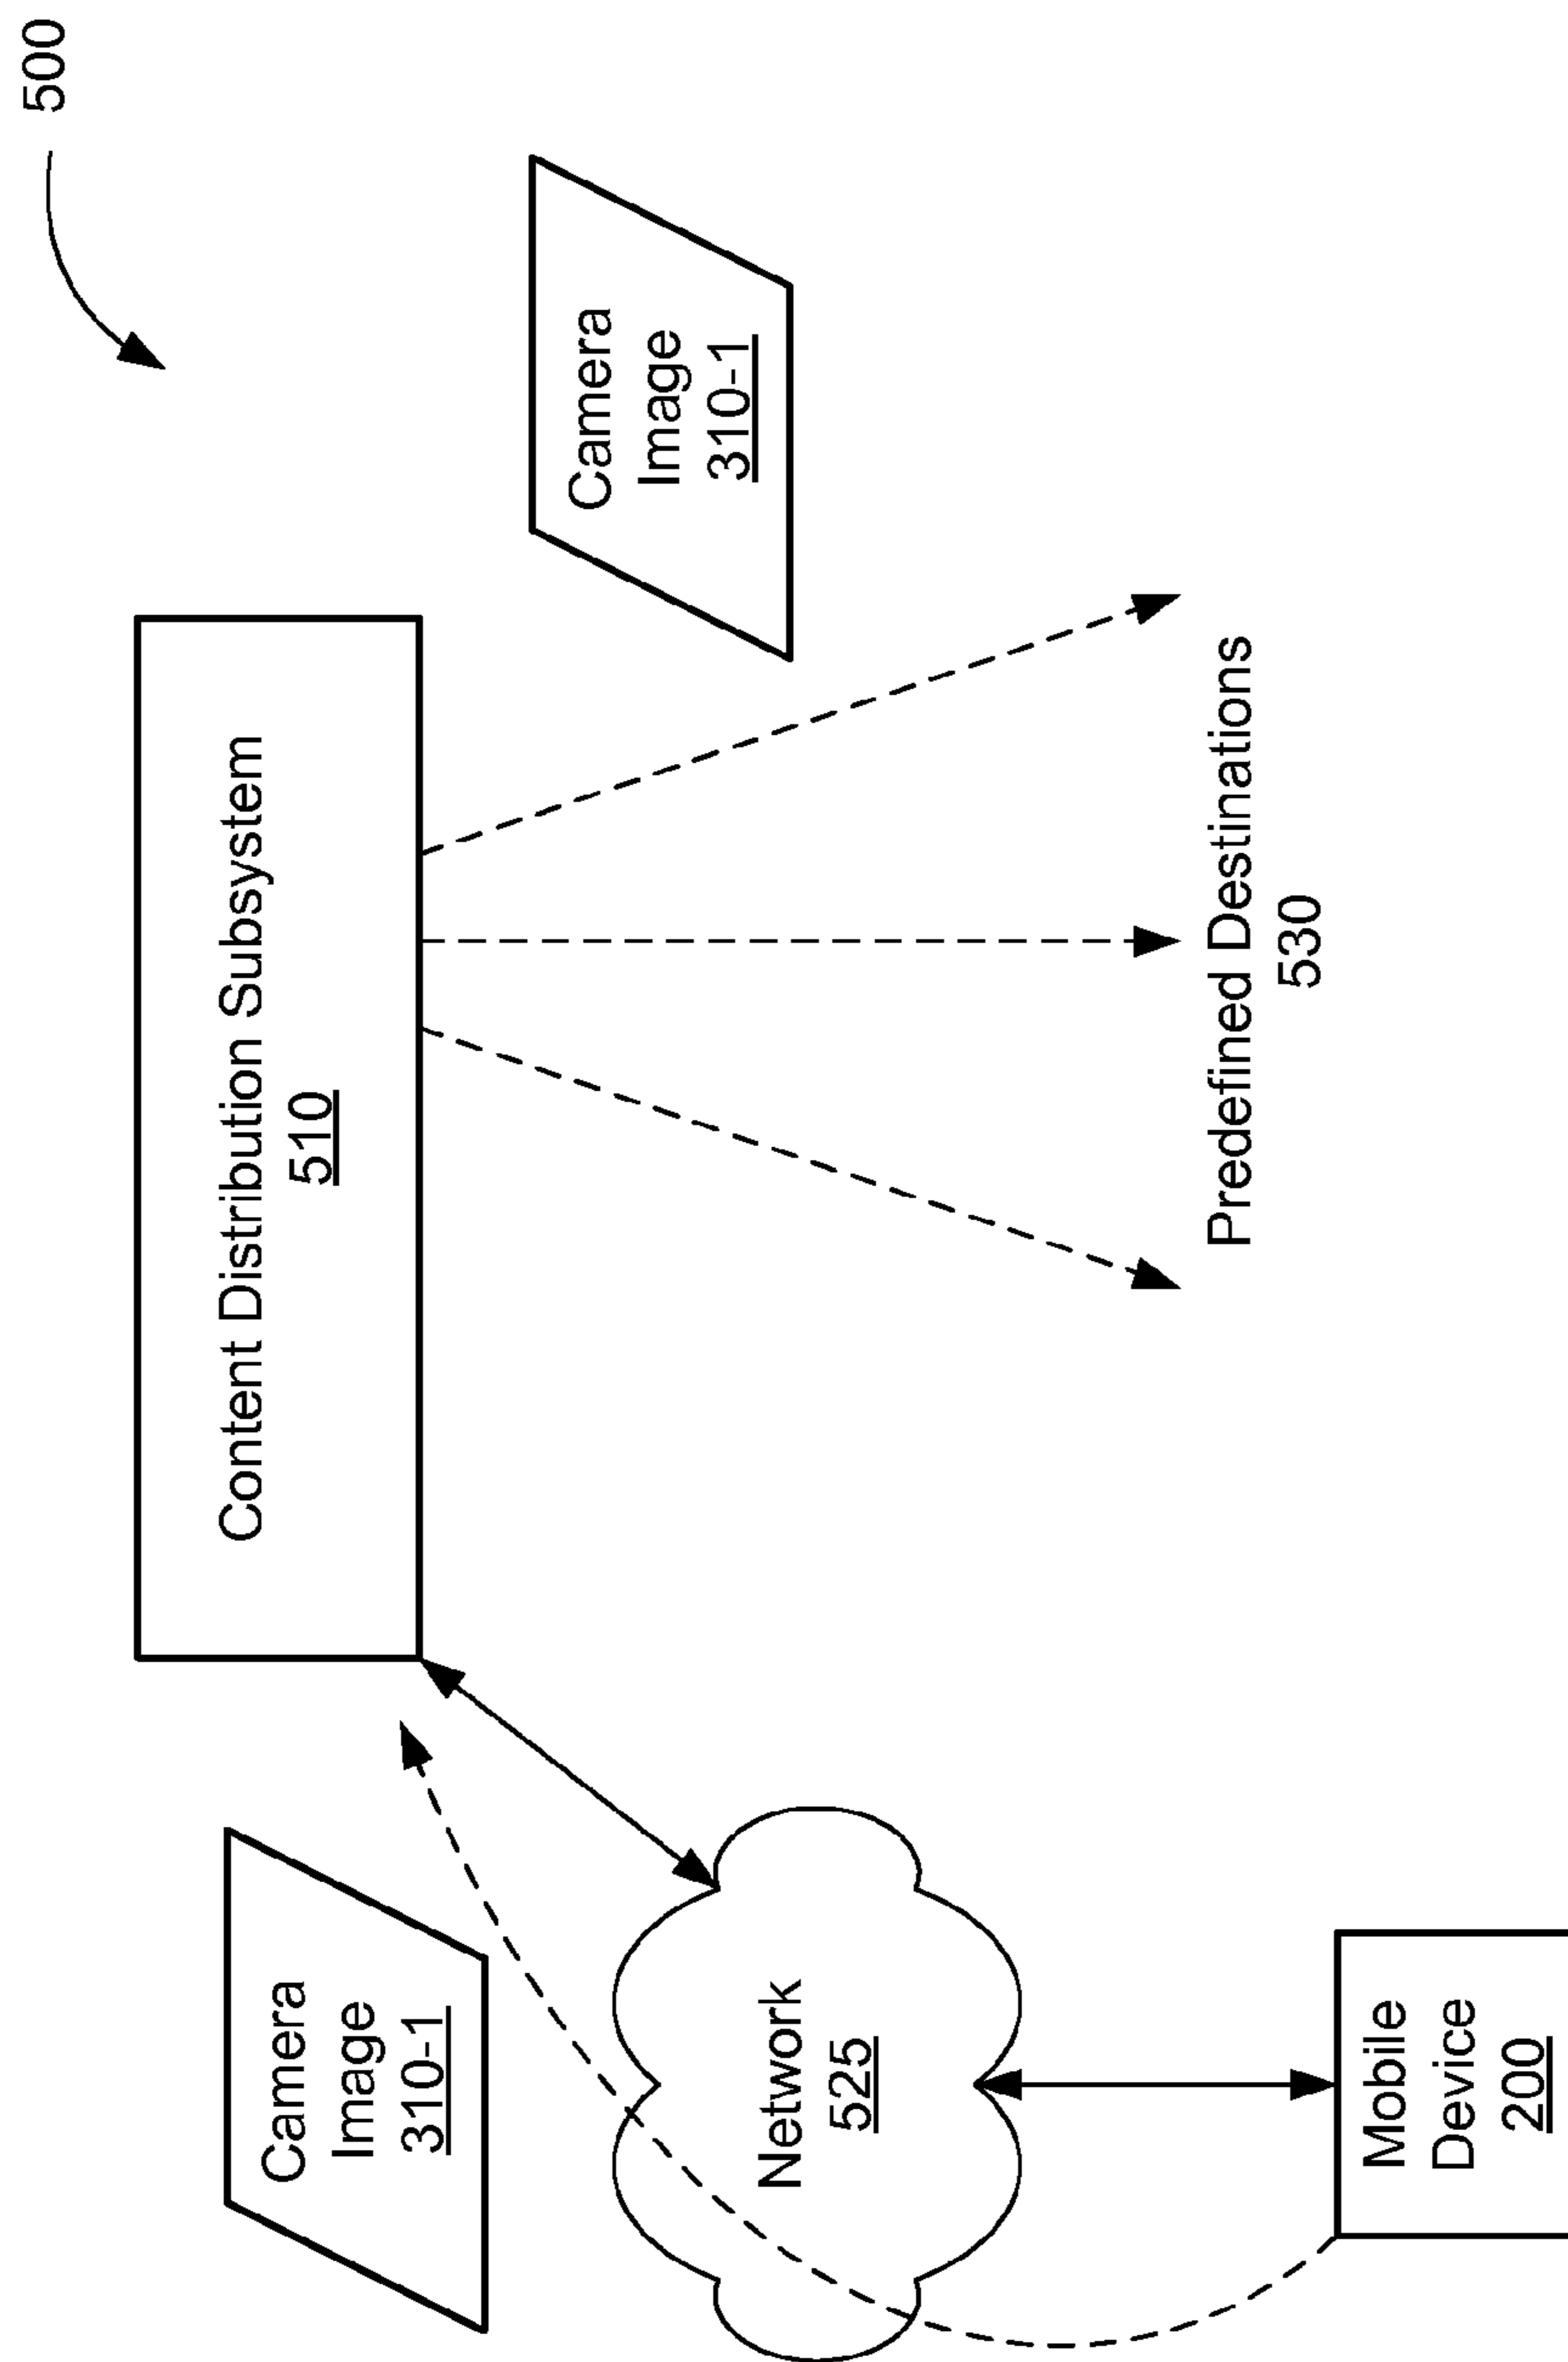 500
Content Distribution Subsystem
510
Camera
Image
310-1
Camera
Image
310-1
Network
525
Predefined Destinations
530
Mobile
Device
200